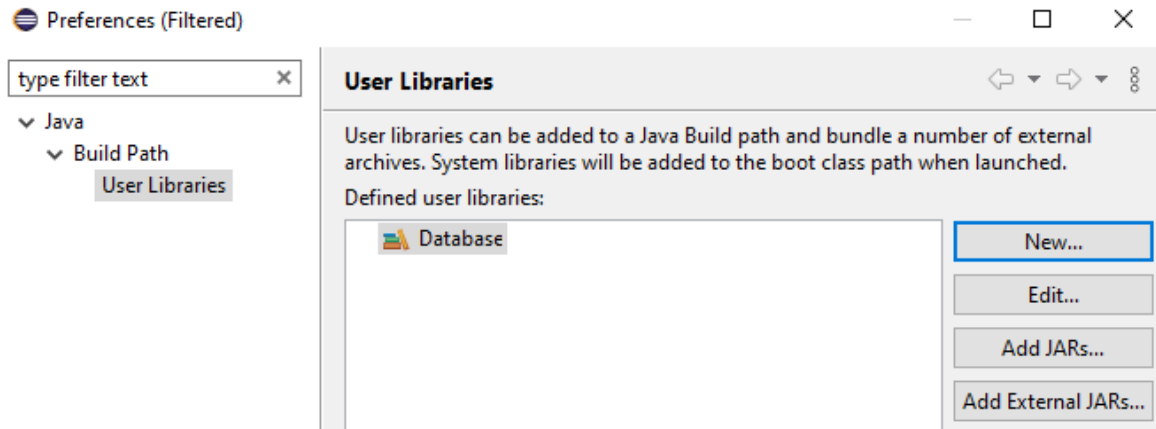 Preferences (Filtered)
type filter text
Java
Build Path
User Libraries
User Libraries
User libraries can be added to a Java Build path and bundle a number of external
archives. System libraries will be added to the boot class path when launched.
Defined user libraries:
Database
New...
Edit...
Add JARs...
Add External JARs...